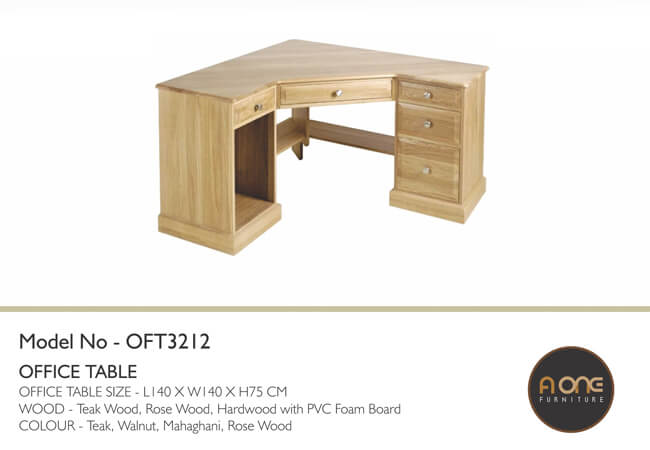 Model No - OFT3212
OFFICE TABLE
OFFICE TABLE SIZE - L140 X W140 X H75 CM
WOOD - Teak Wood, Rose Wood, Hardwood with PVC Foam Board
COLOUR - Teak, Walnut, Mahaghani, Rose Wood
A ONE
FURNITURE